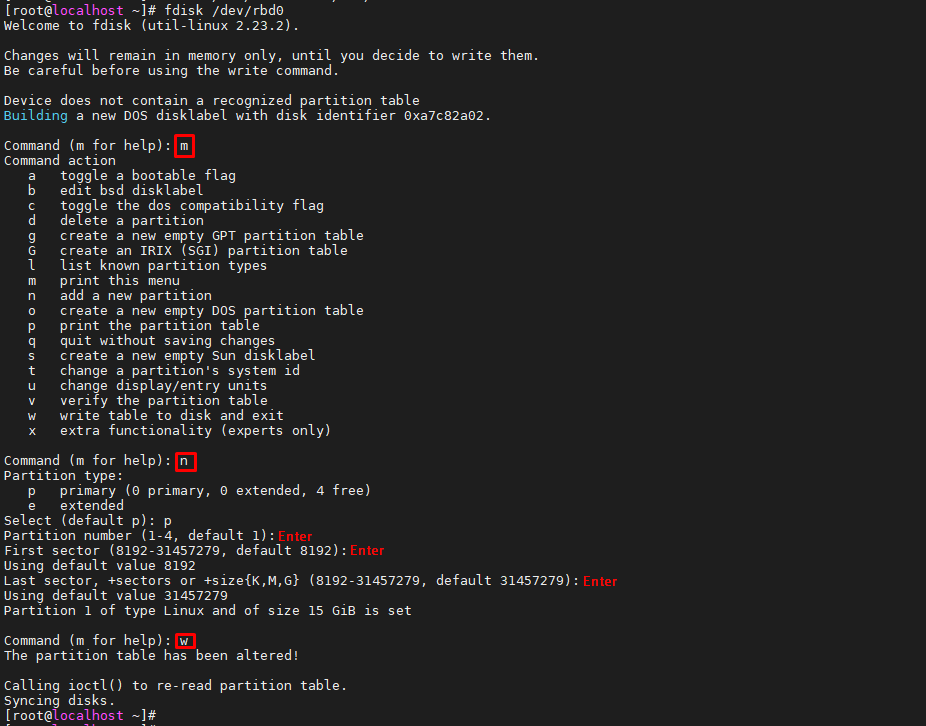 [root@localhost ~]# fdisk /dev/rbd0
Welcome to fdisk (util-linux 2.23.2).
Changes will remain in memory only, until you decide to write them.
Be careful before using the write command.
Device does not contain a recognized partition table
Building a new DOS disklabel with disk identifier 0xa7c82a02.
Command (m for help): m
Command action
   a   toggle a bootable flag
   b   edit bsd disklabel
   c   toggle the dos compatibility flag
   d   delete a partition
   g   create a new empty GPT partition table
   G   create an IRIX (SGI) partition table
   l   list known partition types
   m   print this menu
   n   add a new partition
   o   create a new empty DOS partition table
   p   print the partition table
   q   quit without saving changes
   s   create a new empty Sun disklabel
   t   change a partition's system id
   u   change display/entry units
   v   verify the partition table
   w   write table to disk and exit
   x   extra functionality (experts only)
Command (m for help): n
Partition type:
   p   primary (0 primary, 0 extended, 4 free)
   e   extended
Select (default p): p
Partition number (1-4, default 1): Enter
First sector (8192-31457279, default 8192): Enter
Using default value 8192
Last sector, +sectors or +size{K,M,G} (8192-31457279, default 31457279): Enter
Using default value 31457279
Partition 1 of type Linux and of size 15 GiB is set
Command (m for help): w
The partition table has been altered!
Calling ioctl() to re-read partition table.
Syncing disks.
[root@localhost ~]#